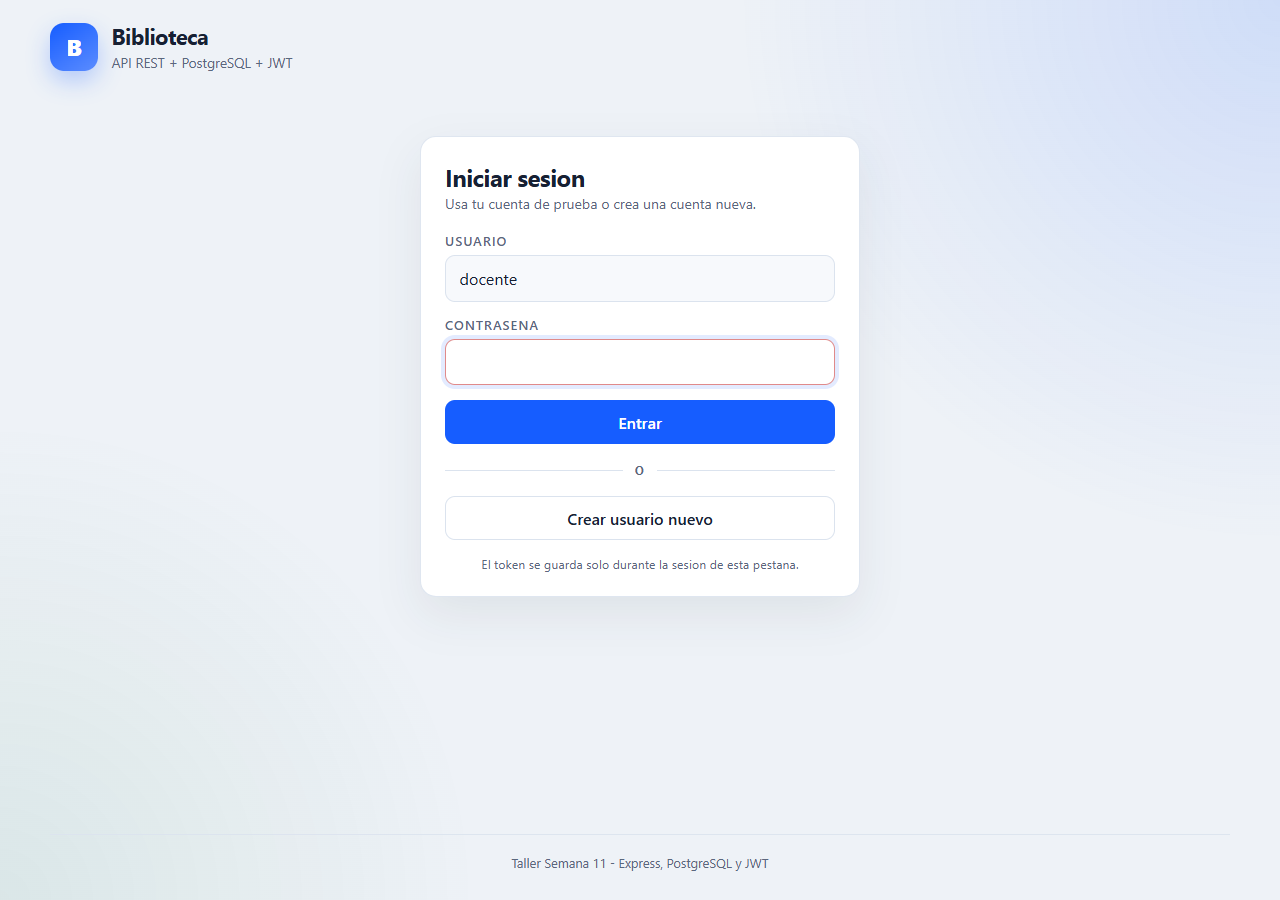 B
Biblioteca
API REST + PostgreSQL + JWT
Iniciar sesion
Usa tu cuenta de prueba o crea una cuenta nueva.
USUARIO
docente
CONTRASENA
Entrar
O
Crear usuario nuevo
El token se guarda solo durante la sesion de esta pestana.
Taller Semana 11 - Express, PostgreSQL y JWT